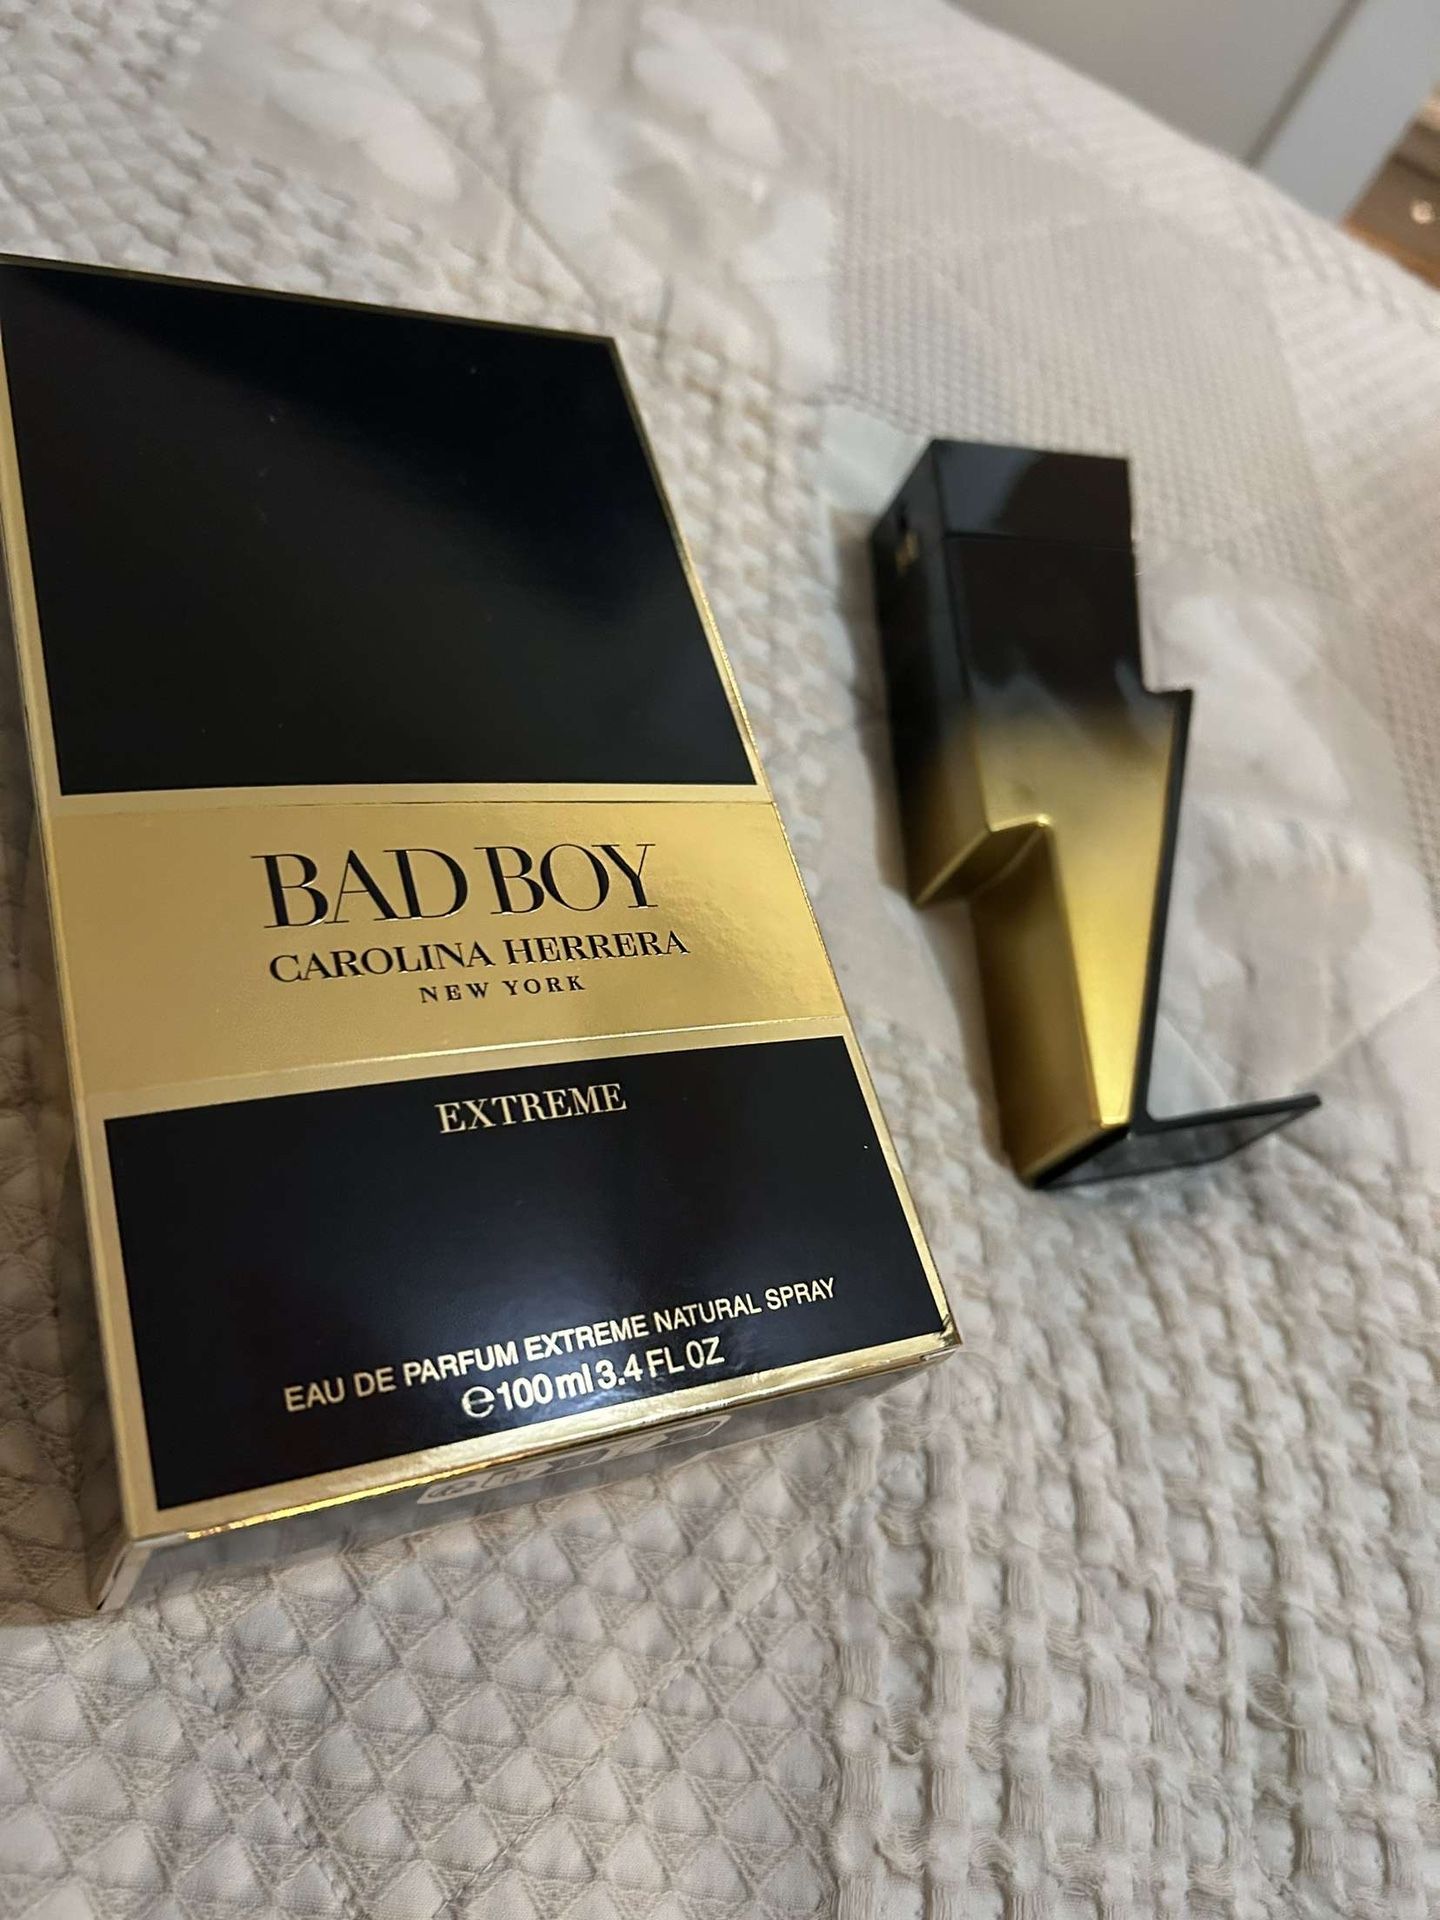 BAD BOY
CAROLINA HERRERA
NEW YORK
EXTREME
EAU DE PARFUM EXTREME NATURAL SPRAY
℮100ml 3.4 FL OZ